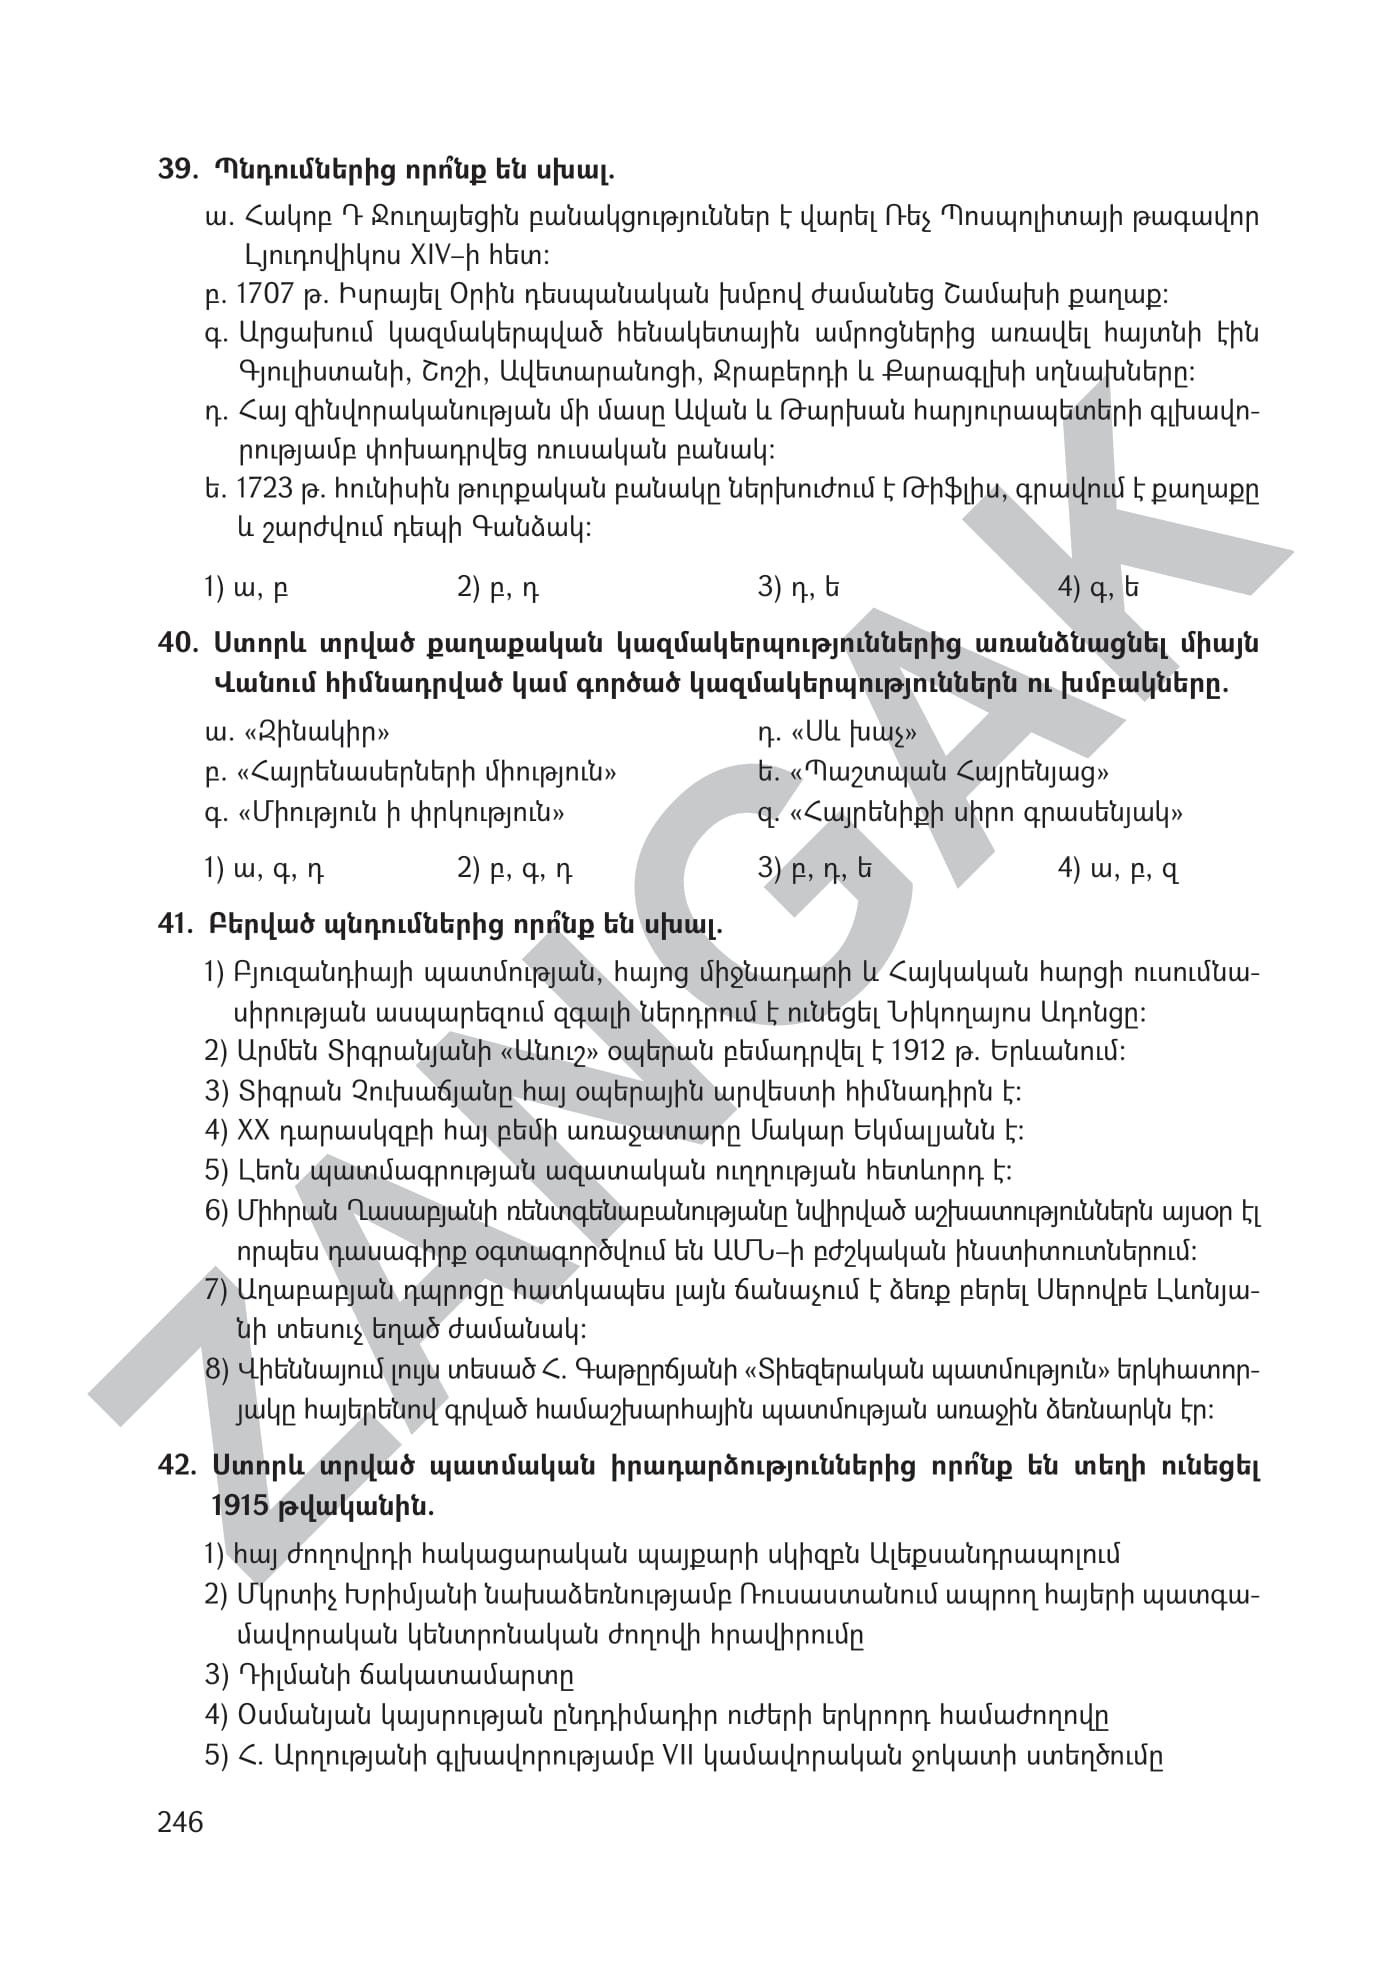 39. Պնդումներից որո՞նք են սխալ.
ա. Հակոբ Դ Ջուղայեցին բանակցություններ է վարել Ռեչ Պոսպոլիտայի թագավոր
Լյուդովիկոս XIV–ի հետ:
բ. 1707 թ. Իսրայել Օրին դեսպանական խմբով ժամանեց Շամախի քաղաք:
գ. Արցախում կազմակերպված հենակետային ամրոցներից առավել հայտնի էին
Գյուլիստանի, Շոշի, Ավետարանոցի, Ջրաբերդի և Քարագլխի սղնախները:
դ. Հայ զինվորականության մի մասը Ավան և Թարխան հարյուրապետերի գլխավո-
րությամբ փոխադրվեց ռուսական բանակ:
ե. 1723 թ. հունիսին թուրքական բանակը ներխուժում է Թիֆլիս, գրավում է քաղաքը
և շարժվում դեպի Գանձակ:
1) ա, բ 2) բ, դ 3) դ, ե 4) գ, ե
40. Ստորև տրված քաղաքական կազմակերպություններից առանձնացնել միայն
Վանում հիմնադրված կամ գործած կազմակերպություններն ու խմբակները.
ա. «Զինակիր» դ. «Սև խաչ»
բ. «Հայրենասերների միություն» ե. «Պաշտպան Հայրենյաց»
գ. «Միություն ի փրկություն» զ. «Հայրենիքի սիրո գրասենյակ»
1) ա, գ, դ 2) բ, գ, դ 3) բ, դ, ե 4) ա, բ, զ
41. Բերված պնդումներից որո՞նք են սխալ.
1) Բյուզանդիայի պատմության, հայոց միջնադարի և Հայկական հարցի ուսումնա-
սիրության ասպարեզում զգալի ներդրում է ունեցել Նիկողայոս Ադոնցը:
2) Արմեն Տիգրանյանի «Անուշ» օպերան բեմադրվել է 1912 թ. Երևանում:
3) Տիգրան Չուխաճյանը հայ օպերային արվեստի հիմնադիրն է:
4) XX դարասկզբի հայ բեմի առաջատարը Մակար Եկմալյանն է:
5) Լեոն պատմագրության ազատական ուղղության հետևորդ է:
6) Միհրան Ղասաբյանի ռենտգենաբանությանը նվիրված աշխատություններն այսօր էլ
որպես դասագիրք օգտագործվում են ԱՄՆ–ի բժշկական ինստիտուտներում:
7) Աղաբաբյան դպրոցը հատկապես լայն ճանաչում է ձեռք բերել Սերովբե Լևոնյա-
նի տեսուչ եղած ժամանակ:
8) Վիեննայում լույս տեսած Հ. Գաթըրճյանի «Տիեզերական պատմություն» երկհատոր-
յակը հայերենով գրված համաշխարհային պատմության առաջին ձեռնարկն էր:
42. Ստորև տրված պատմական իրադարձություններից որո՞նք են տեղի ունեցել
1915 թվականին.
1) հայ ժողովրդի հակացարական պայքարի սկիզբն Ալեքսանդրապոլում
2) Մկրտիչ Խրիմյանի նախաձեռնությամբ Ռուսաստանում ապրող հայերի պատգա-
մավորական կենտրոնական ժողովի հրավիրումը
3) Դիլմանի ճակատամարտը
4) Օսմանյան կայսրության ընդդիմադիր ուժերի երկրորդ համաժողովը
5) Հ. Արղությանի գլխավորությամբ VII կամավորական ջոկատի ստեղծումը
246
ZANGAK